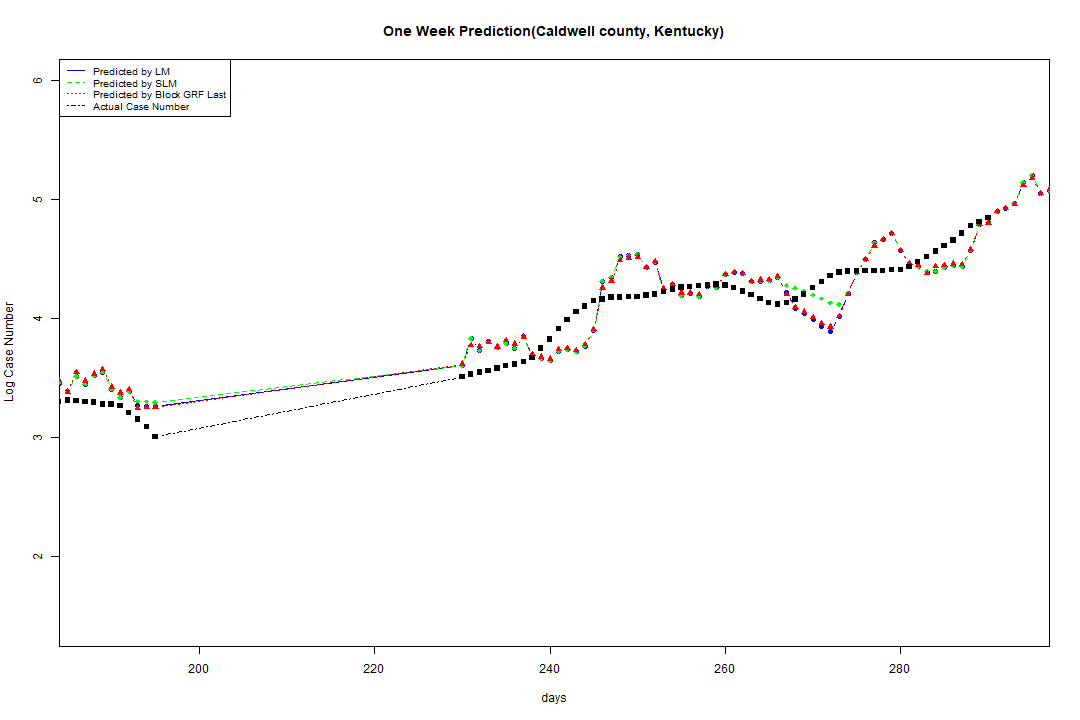 One Week Prediction(Caldwell county, Kentucky)
Predicted by LM
Predicted by SLM
Predicted by Block GRF Last
Actual Case Number
6
5
4
3
2
Log Case Number
200 220 240 260 280
days